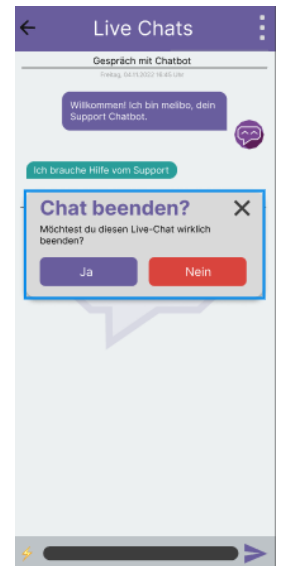 Live Chats
Gespräch mit Chatbot
Freitag, 04.11.2022 18:45 Uhr
Willkommen! Ich bin melibo, dein
Support Chatbot.
Ich brauche Hilfe vom Support
Chat beenden?
Möchtest du diesen Live-Chat wirklich
beenden?
Ja
Nein